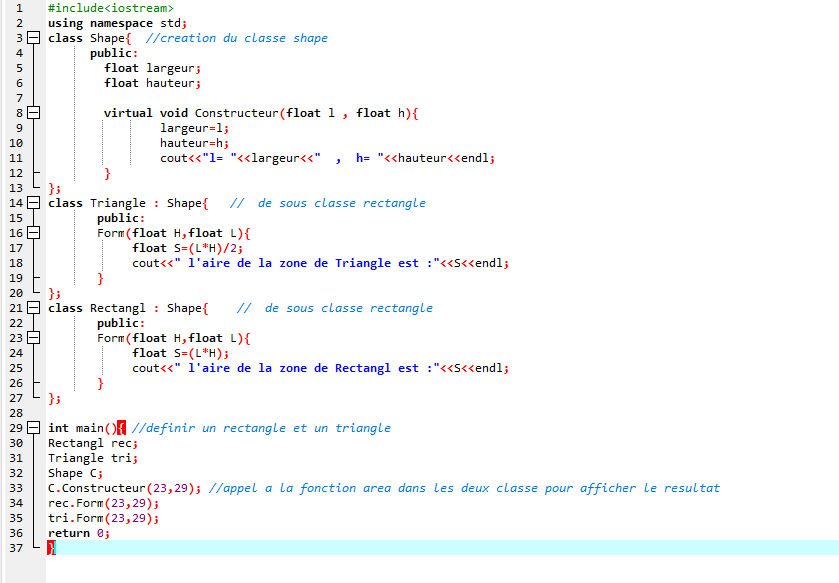 1 #include<iostream>
2 using namespace std;
3 class Shape{  //creation du classe shape
4 public:
5 float largeur;
6 float hauteur;
7
8 virtual void Constructeur(float l , float h){
9 largeur=l;
10 hauteur=h;
11 cout<<"l= "<<largeur<<"  ,  h= "<<hauteur<<endl;
12 }
13 };
14 class Triangle : Shape{   //  de sous classe rectangle
15 public:
16 Form(float H,float L){
17 float S=(L*H)/2;
18 cout<<" l'aire de la zone de Triangle est :"<<S<<endl;
19 }
20 };
21 class Rectangl : Shape{    //  de sous classe rectangle
22 public:
23 Form(float H,float L){
24 float S=(L*H);
25 cout<<" l'aire de la zone de Rectangl est :"<<S<<endl;
26 }
27 };
28
29 int main(){ //definir un rectangle et un triangle
30 Rectangl rec;
31 Triangle tri;
32 Shape C;
33 C.Constructeur(23,29); //appel a la fonction area dans les deux classe pour afficher le resultat
34 rec.Form(23,29);
35 tri.Form(23,29);
36 return 0;
37 }